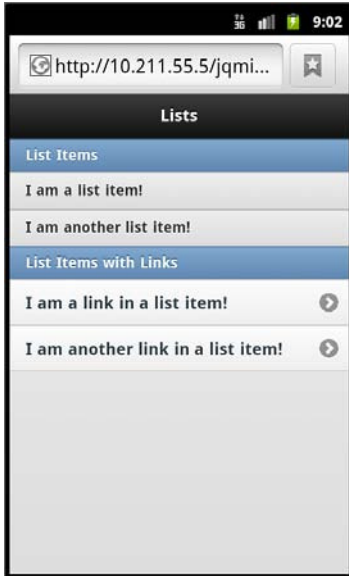 3G 9:02
http://10.211.55.5/jqmi...
Lists
List Items
I am a list item!
I am another list item!
List Items with Links
I am a link in a list item!
I am another link in a list item!